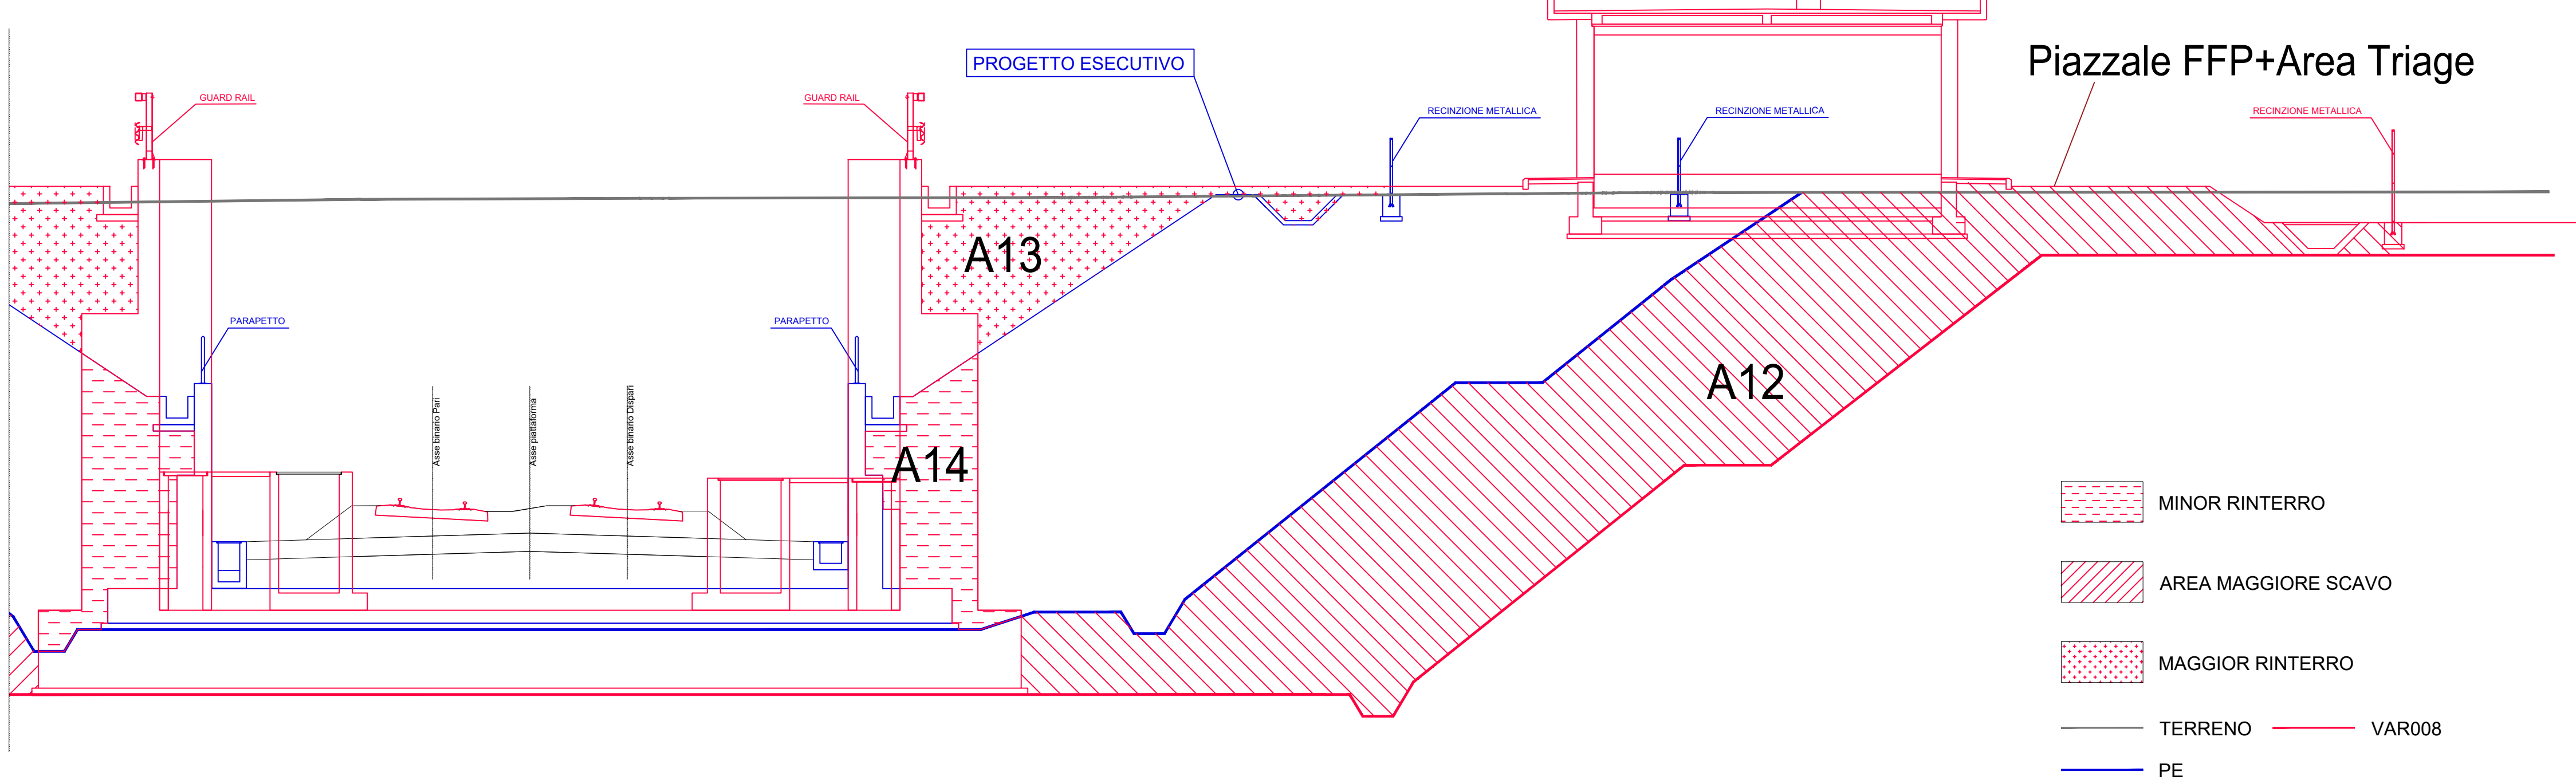 PROGETTO ESECUTIVO
Piazzale FFP+Area Triage
GUARD RAIL
GUARD RAIL
RECINZIONE METALLICA
RECINZIONE METALLICA
RECINZIONE METALLICA
A13
PARAPETTO
PARAPETTO
A12
Asse binario Pari
Asse piattaforma
Asse binario Dispari
A14
MINOR RINTERRO
AREA MAGGIORE SCAVO
MAGGIOR RINTERRO
TERRENO
VAR008
PE